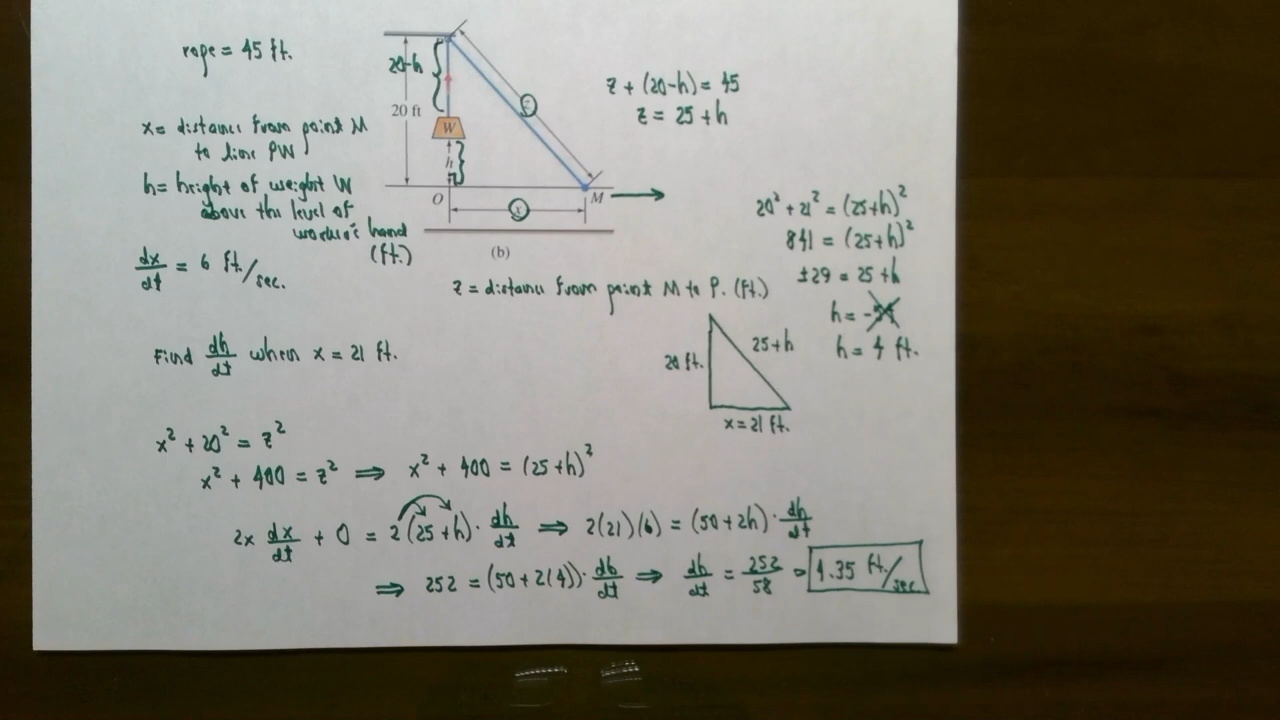 rope = 45 ft.
x = distance from point M
to line PW
h = height of weight W
above the level of
worker's hand
(ft.)
dx/dt = 6 ft/sec.
Find dh/dt when x = 21 ft.
20-h
20 ft
P
z
W
h
O
x
M
(b)
z + (20-h) = 45
z = 25 + h
z = distance from point M to P. (ft.)
20² + 21² = (25+h)²
841 = (25+h)²
±29 = 25 + h
h = -54
h = 4 ft.
20 ft.
25+h
x = 21 ft.
x² + 20² = z²
x² + 400 = z² ⇒ x² + 400 = (25+h)²
2x dx/dt + 0 = 2(25+h) · dh/dt ⇒ 2(21)(6) = (50+2h) · dh/dt
⇒ 252 = (50+2(4)) · dh/dt ⇒ dh/dt = 252/58 = 4.35 ft/sec.